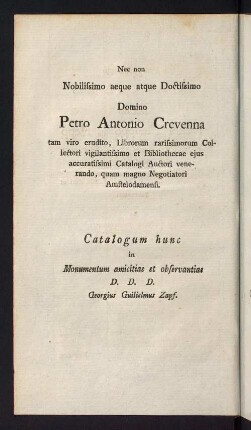 Nec non
Nobilissimo aeque atque Doctissimo
Domino
Petro Antonio Crevenna
tam viro erudito, Librorum rarissimorum Col-
lectori vigilantissimo et Bibliothecae ejus
accuratissimi Catalogi Auctori vene-
rando, quam magno Negotiatori
Amstelodamensi.
Catalogum hunc
in
Monumentum amicitiae et observantiae
D. D. D.
Georgius Guilielmus Zapf.